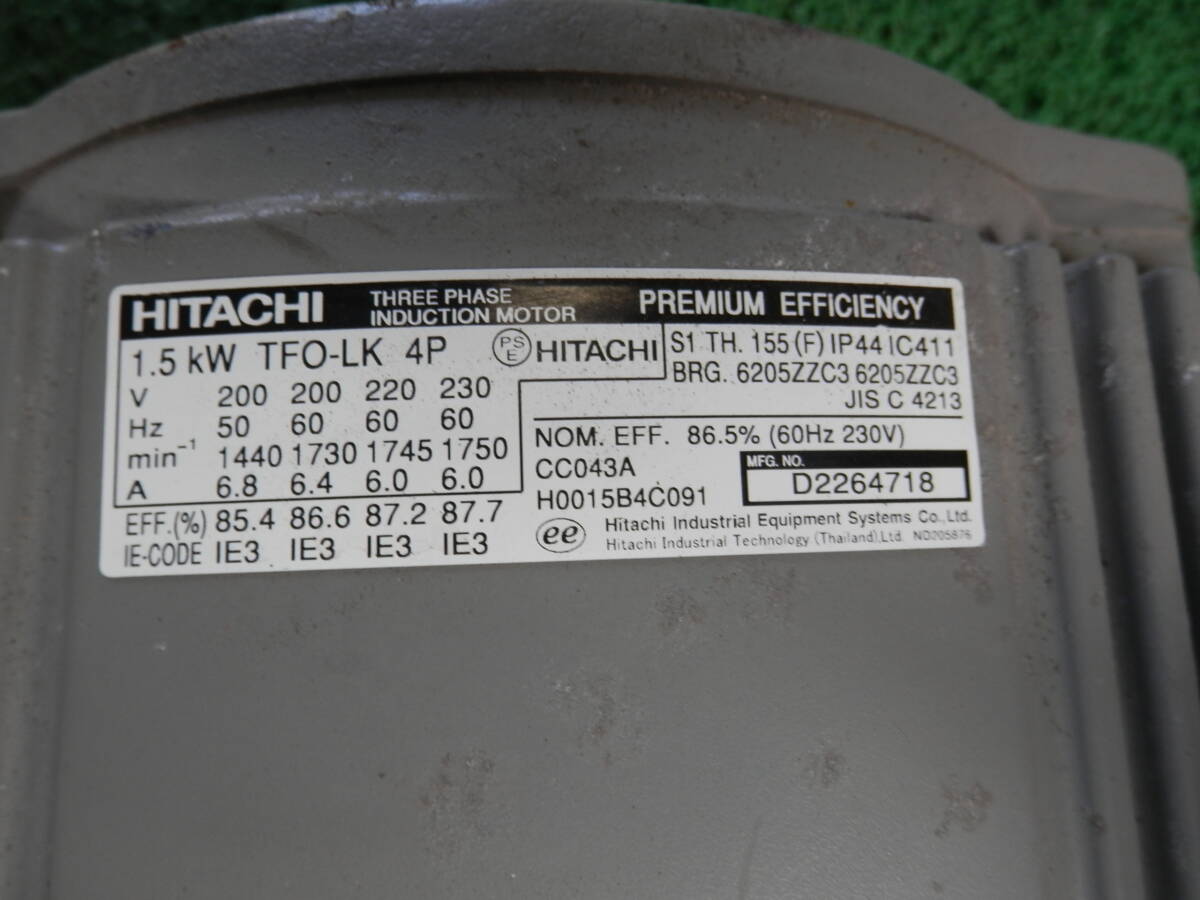 HITACHI THREE PHASE INDUCTION MOTOR PREMIUM EFFICIENCY
1.5 kW TFO-LK 4P PSE HITACHI
V 200 200 220 230
Hz 50 60 60 60
min⁻¹ 1440 1730 1745 1750
A 6.8 6.4 6.0 6.0
EFF.(%) 85.4 86.6 87.2 87.7
IE-CODE IE3 IE3 IE3 IE3
S1 TH. 155 (F) IP44 IC411
BRG. 6205ZZC3 6205ZZC3
JIS C 4213
NOM. EFF. 86.5% (60Hz 230V)
CC043A
H0015B4C091
MFG. NO.
D2264718
ee
Hitachi Industrial Equipment Systems Co.,Ltd.
Hitachi Industrial Technology (Thailand).Ltd. ND205876